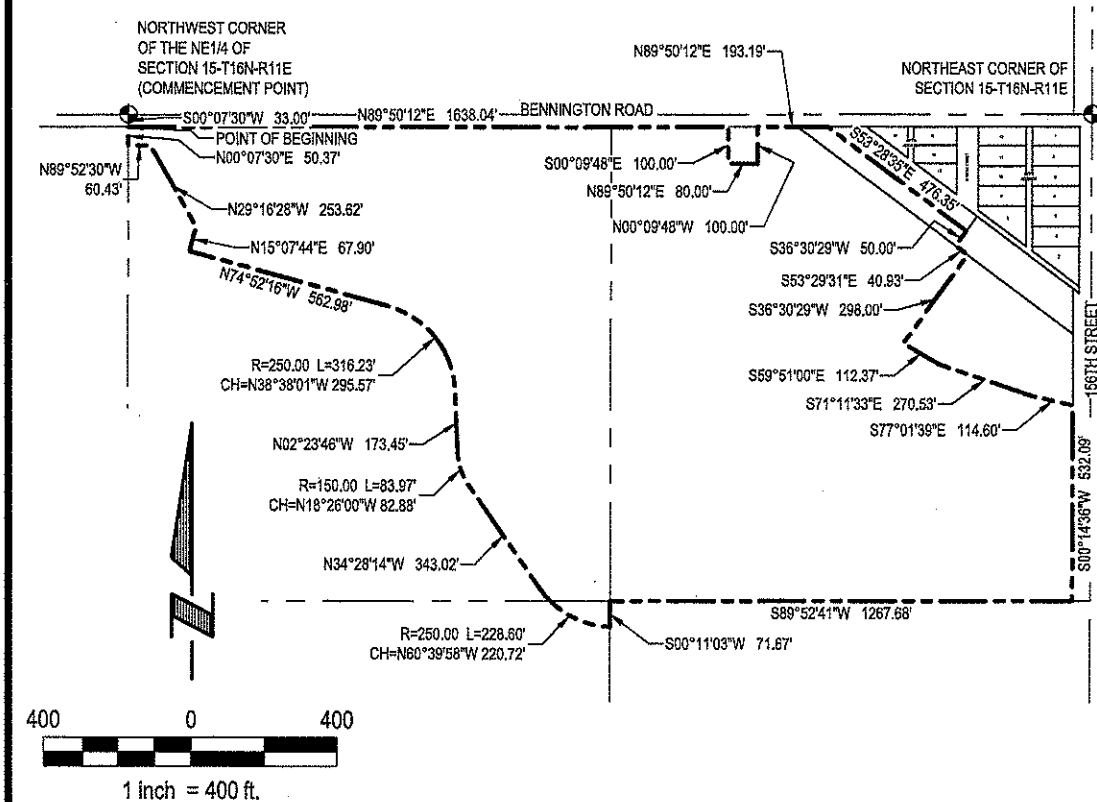 NORTHWEST CORNER
OF THE NE1/4 OF
SECTION 15-T16N-R11E
(COMMENCEMENT POINT)
N89°50'12"E 193.19'
NORTHEAST CORNER OF
SECTION 15-T16N-R11E
S00°07'30"W 33.00'
N89°50'12"E 1638.04'
BENNINGTON ROAD
POINT OF BEGINNING
N00°07'30"E 50.37'
N89°52'30"W
60.43'
S00°09'48"E 100.00'
N89°50'12"E 80.00'
N00°09'48"W 100.00'
S53°28'35"E 476.35'
N29°16'28"W 253.62'
N15°07'44"E 67.90'
N74°52'16"W 562.98'
S36°30'29"W 50.00'
S53°29'31"E 40.93'
S36°30'29"W 298.00'
156TH STREET
R=250.00 L=316.23'
CH=N38°38'01"W 295.57'
S59°51'00"E 112.37'
S71°11'33"E 270.53'
S77°01'39"E 114.60'
N02°23'46"W 173.45'
R=150.00 L=83.97'
CH=N18°26'00"W 82.88'
S00°14'36"W 532.09'
N34°28'14"W 343.02'
S89°52'41"W 1267.68'
R=250.00 L=228.60'
CH=N60°39'58"W 220.72'
S00°11'03"W 71.67'
400 0 400
1 inch = 400 ft.